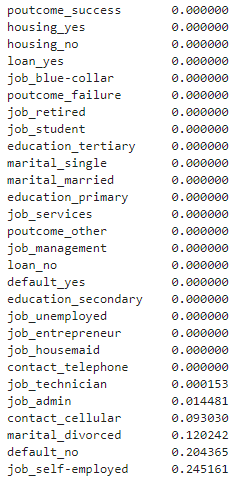 poutcome_success 0.000000
housing_yes 0.000000
housing_no 0.000000
loan_yes 0.000000
job_blue-collar 0.000000
poutcome_failure 0.000000
job_retired 0.000000
job_student 0.000000
education_tertiary 0.000000
marital_single 0.000000
marital_married 0.000000
education_primary 0.000000
job_services 0.000000
poutcome_other 0.000000
job_management 0.000000
loan_no 0.000000
default_yes 0.000000
education_secondary 0.000000
job_unemployed 0.000000
job_entrepreneur 0.000000
job_housemaid 0.000000
contact_telephone 0.000000
job_technician 0.000153
job_admin 0.014481
contact_cellular 0.093030
marital_divorced 0.120242
default_no 0.204365
job_self-employed 0.245161